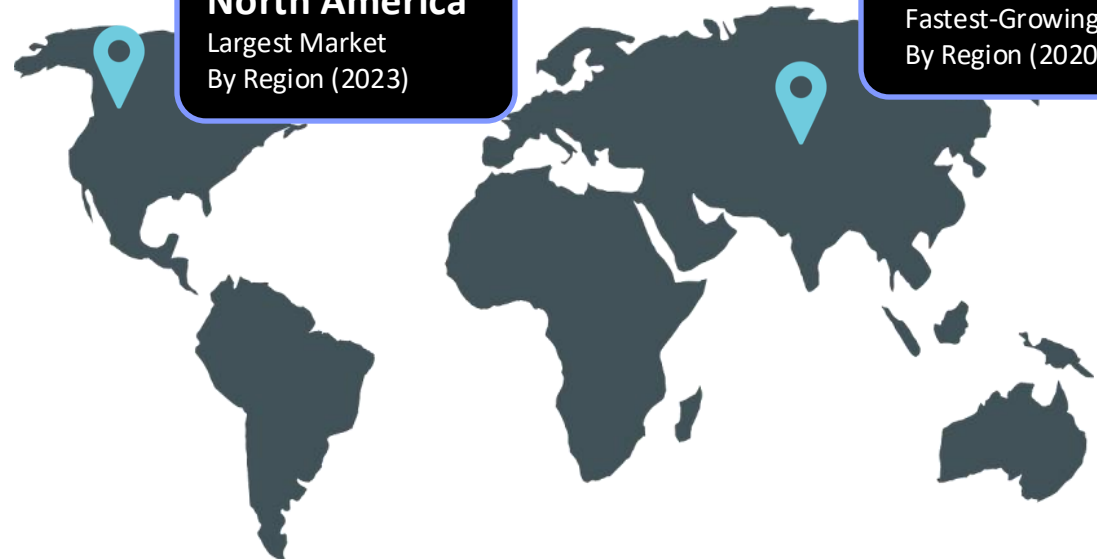 North America
Largest Market
By Region (2023)
Fastest-Growing
By Region (2020